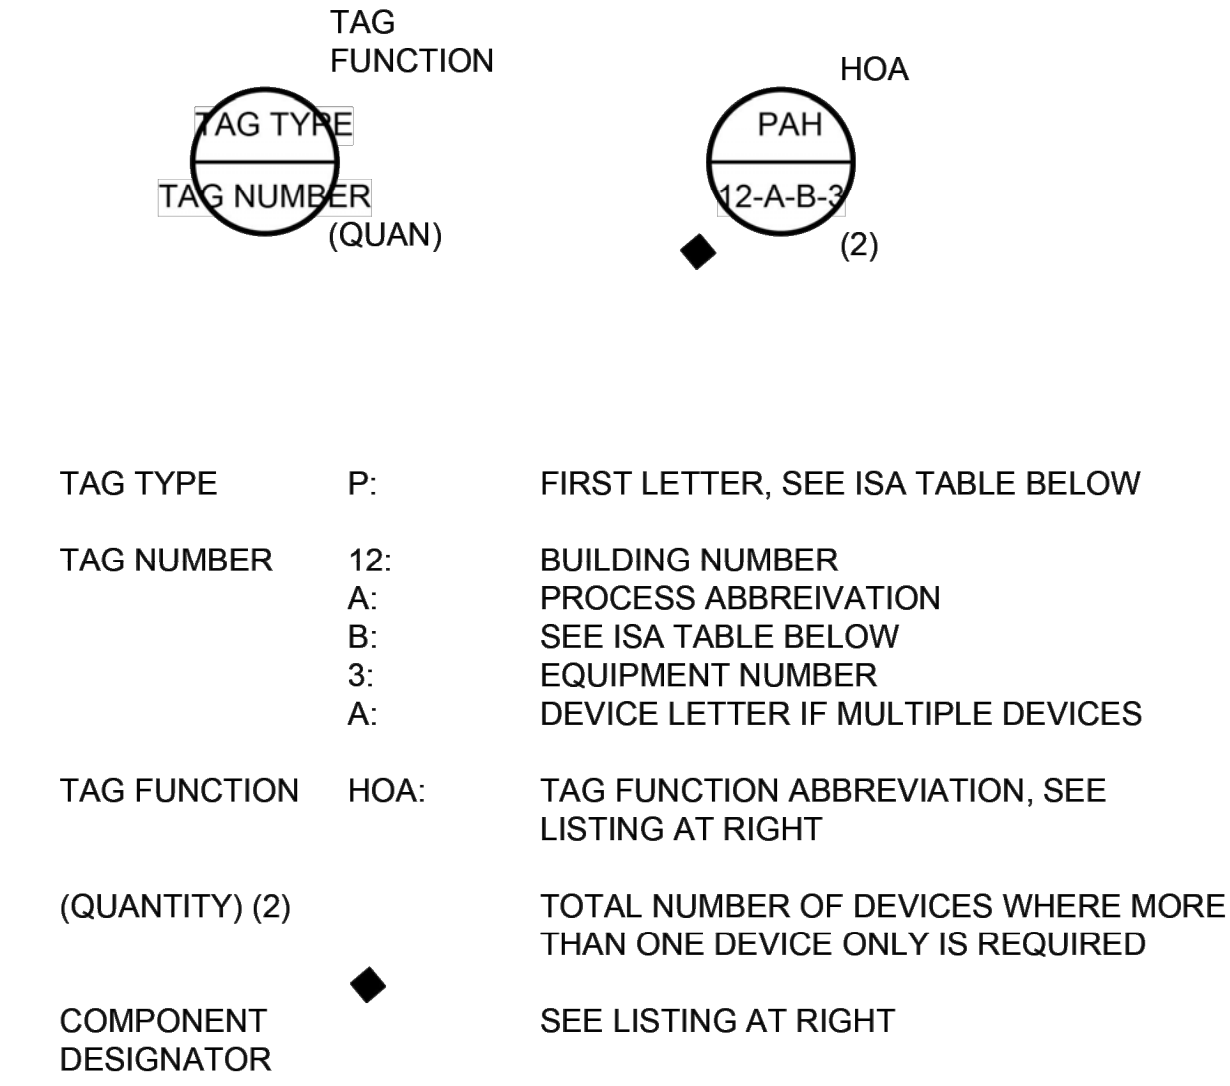 TAG
FUNCTION
TAG TYPE
TAG NUMBER
(QUAN)
HOA
PAH
12-A-B-3
(2)
TAG TYPE P: FIRST LETTER, SEE ISA TABLE BELOW
TAG NUMBER 12: BUILDING NUMBER
A: PROCESS ABBREIVATION
B: SEE ISA TABLE BELOW
3: EQUIPMENT NUMBER
A: DEVICE LETTER IF MULTIPLE DEVICES
TAG FUNCTION HOA: TAG FUNCTION ABBREVIATION, SEE
LISTING AT RIGHT
(QUANTITY) (2) TOTAL NUMBER OF DEVICES WHERE MORE
THAN ONE DEVICE ONLY IS REQUIRED
COMPONENT SEE LISTING AT RIGHT
DESIGNATOR